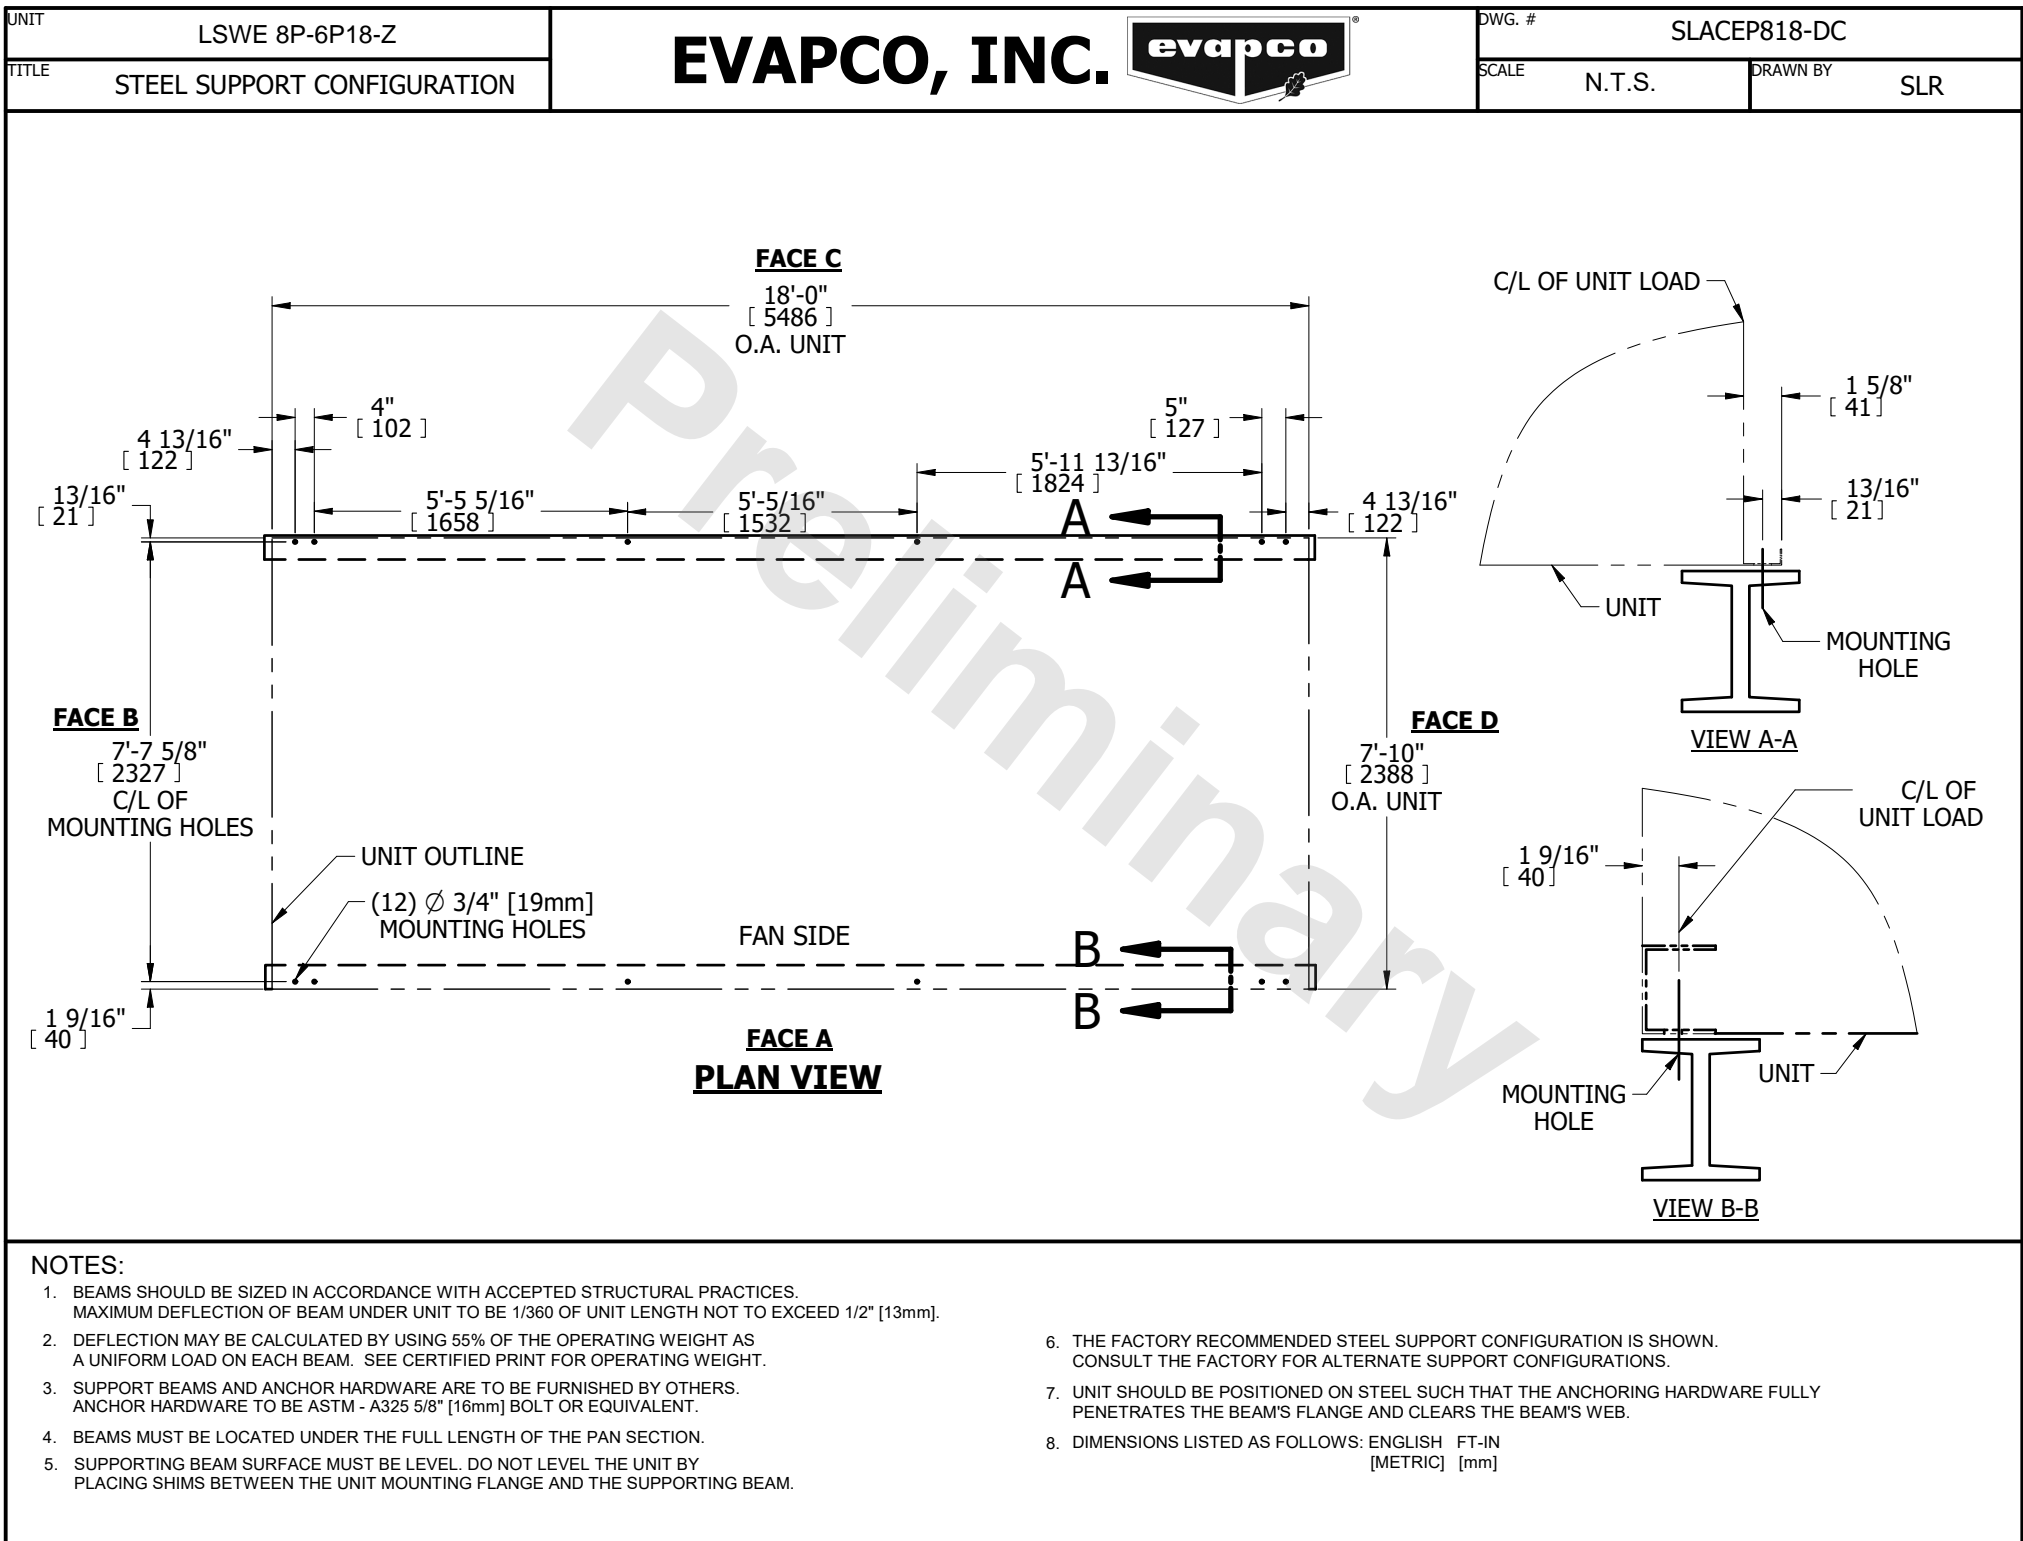 UNIT
LSWE 8P-6P18-Z
TITLE
STEEL SUPPORT CONFIGURATION
EVAPCO, INC.
evapco®
DWG. #
SLACEP818-DC
SCALE
N.T.S.
DRAWN BY
SLR
FACE C
18'-0"
[ 5486 ]
O.A. UNIT
4"
[ 102 ]
4 13/16"
[ 122 ]
13/16"
[ 21 ]
5'-5 5/16"
[ 1658 ]
5'-5/16"
[ 1532 ]
5'-11 13/16"
[ 1824 ]
5"
[ 127 ]
4 13/16"
[ 122 ]
A
A
FACE B
7'-7 5/8"
[ 2327 ]
C/L OF
MOUNTING HOLES
FACE D
7'-10"
[ 2388 ]
O.A. UNIT
UNIT OUTLINE
(12) Ø 3/4" [19mm]
MOUNTING HOLES
FAN SIDE
B
B
1 9/16"
[ 40 ]
FACE A
PLAN VIEW
Preliminary
C/L OF UNIT LOAD
1 5/8"
[ 41 ]
13/16"
[ 21 ]
UNIT
MOUNTING
HOLE
VIEW A-A
C/L OF
UNIT LOAD
1 9/16"
[ 40 ]
UNIT
MOUNTING
HOLE
VIEW B-B
NOTES:
1. BEAMS SHOULD BE SIZED IN ACCORDANCE WITH ACCEPTED STRUCTURAL PRACTICES.
MAXIMUM DEFLECTION OF BEAM UNDER UNIT TO BE 1/360 OF UNIT LENGTH NOT TO EXCEED 1/2" [13mm].
2. DEFLECTION MAY BE CALCULATED BY USING 55% OF THE OPERATING WEIGHT AS
A UNIFORM LOAD ON EACH BEAM. SEE CERTIFIED PRINT FOR OPERATING WEIGHT.
3. SUPPORT BEAMS AND ANCHOR HARDWARE ARE TO BE FURNISHED BY OTHERS.
ANCHOR HARDWARE TO BE ASTM - A325 5/8" [16mm] BOLT OR EQUIVALENT.
4. BEAMS MUST BE LOCATED UNDER THE FULL LENGTH OF THE PAN SECTION.
5. SUPPORTING BEAM SURFACE MUST BE LEVEL. DO NOT LEVEL THE UNIT BY
PLACING SHIMS BETWEEN THE UNIT MOUNTING FLANGE AND THE SUPPORTING BEAM.
6. THE FACTORY RECOMMENDED STEEL SUPPORT CONFIGURATION IS SHOWN.
CONSULT THE FACTORY FOR ALTERNATE SUPPORT CONFIGURATIONS.
7. UNIT SHOULD BE POSITIONED ON STEEL SUCH THAT THE ANCHORING HARDWARE FULLY
PENETRATES THE BEAM'S FLANGE AND CLEARS THE BEAM'S WEB.
8. DIMENSIONS LISTED AS FOLLOWS: ENGLISH FT-IN
[METRIC] [mm]